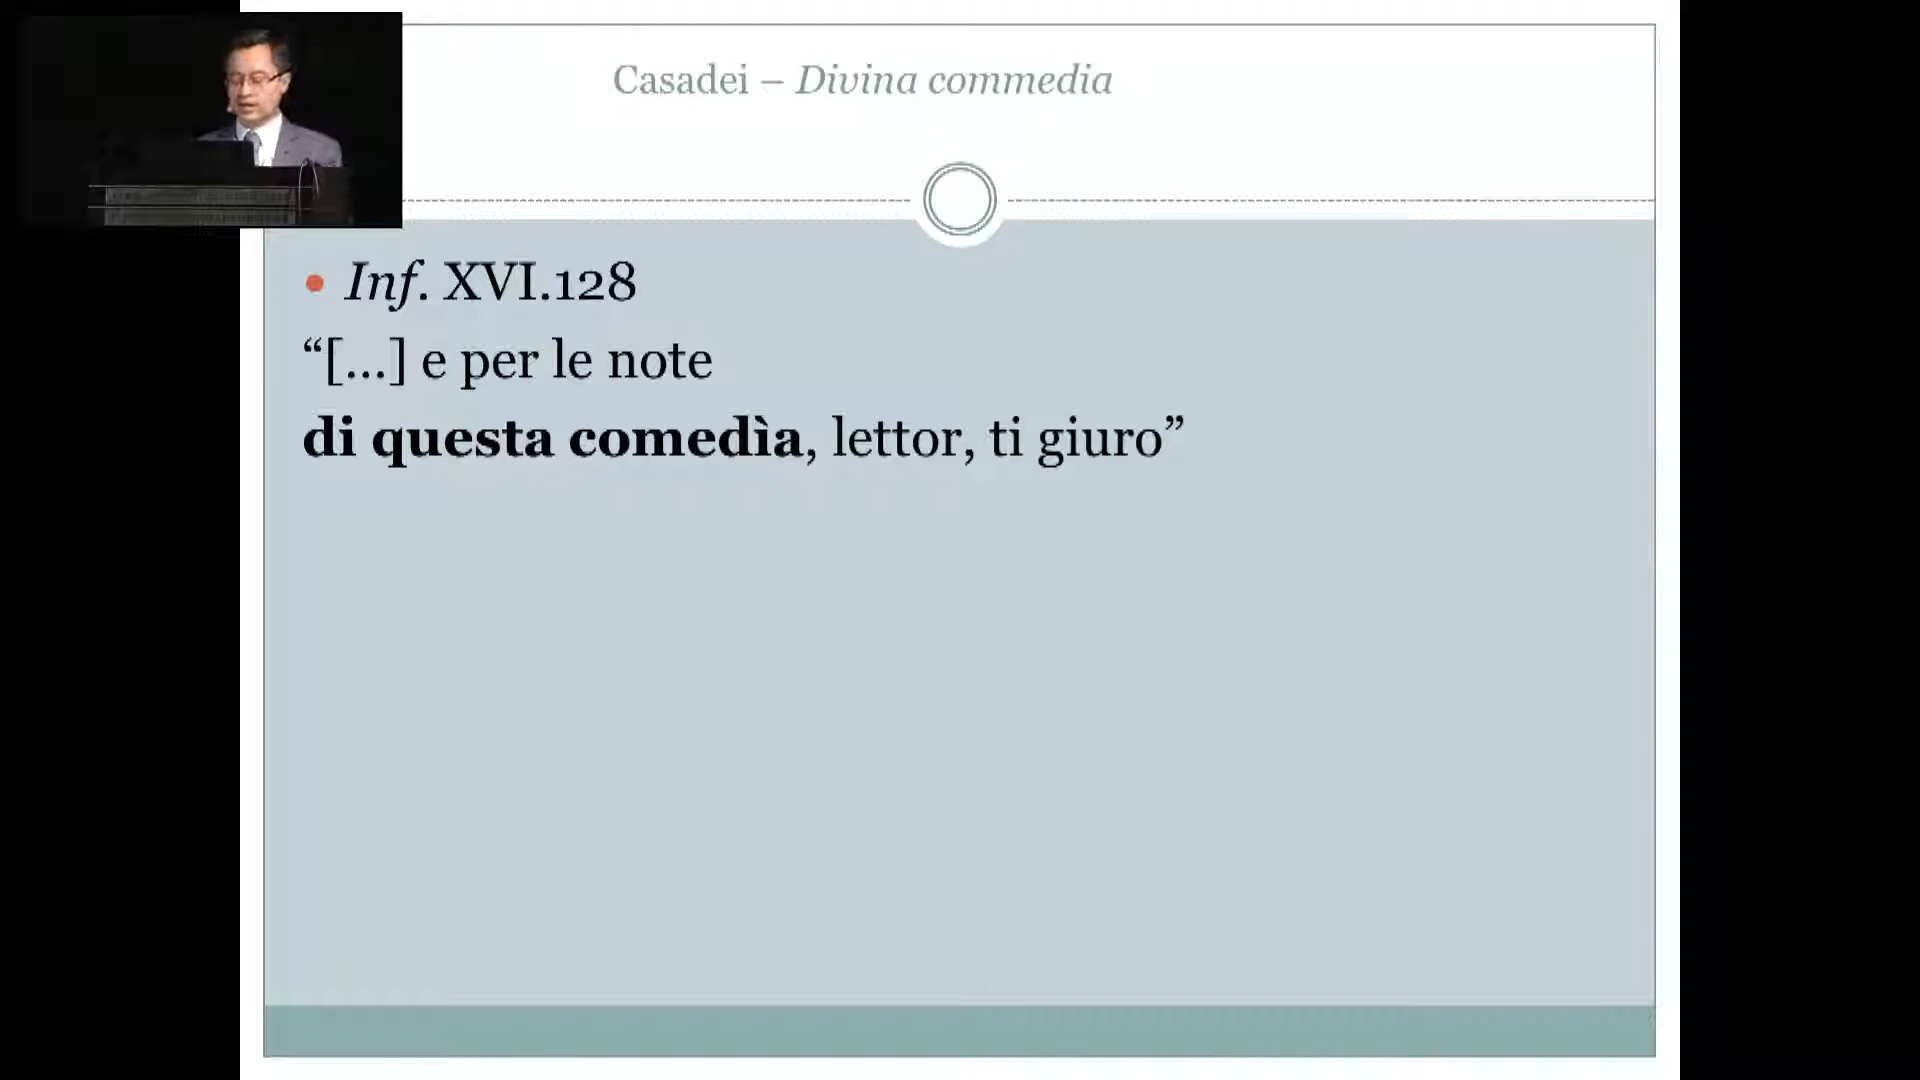 Casadei – Divina commedia
• Inf. XVI.128
“[…] e per le note
di questa comedìa, lettor, ti giuro”